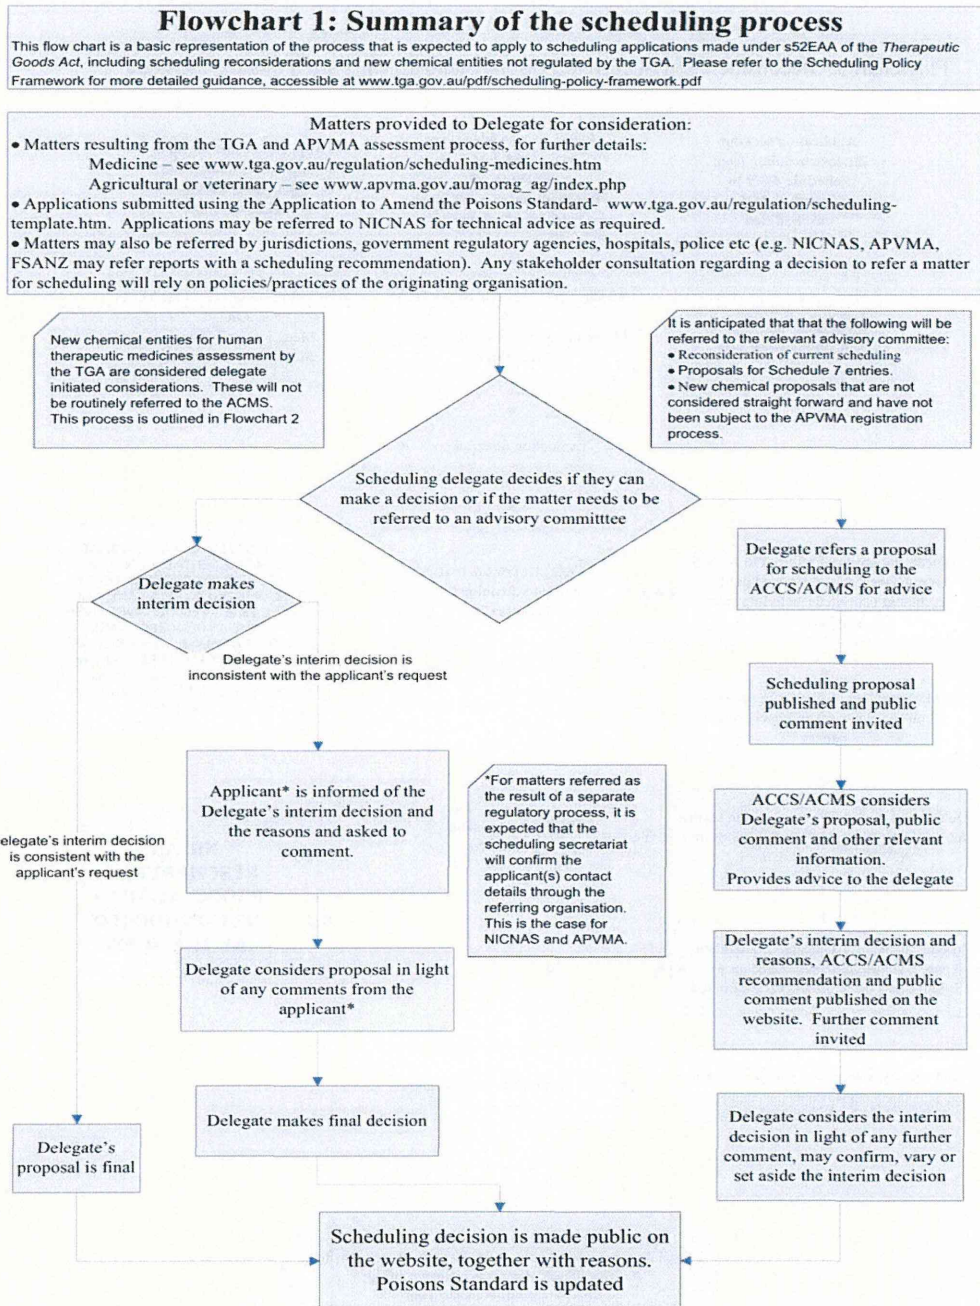 Flowchart 1: Summary of the scheduling process
This flow chart is a basic representation of the process that is expected to apply to scheduling applications made under s52EAA of the Therapeutic
Goods Act, including scheduling reconsiderations and new chemical entities not regulated by the TGA. Please refer to the Scheduling Policy
Framework for more detailed guidance, accessible at www.tga.gov.au/pdf/scheduling-policy-framework.pdf
Matters provided to Delegate for consideration:
• Matters resulting from the TGA and APVMA assessment process, for further details:
Medicine – see www.tga.gov.au/regulation/scheduling-medicines.htm
Agricultural or veterinary – see www.apvma.gov.au/morag_ag/index.php
• Applications submitted using the Application to Amend the Poisons Standard- www.tga.gov.au/regulation/scheduling-
template.htm. Applications may be referred to NICNAS for technical advice as required.
• Matters may also be referred by jurisdictions, government regulatory agencies, hospitals, police etc (e.g. NICNAS, APVMA,
FSANZ may refer reports with a scheduling recommendation). Any stakeholder consultation regarding a decision to refer a matter
for scheduling will rely on policies/practices of the originating organisation.
New chemical entities for human
therapeutic medicines assessment by
the TGA are considered delegate
initiated considerations. These will not
be routinely referred to the ACMS.
This process is outlined in Flowchart 2
It is anticipated that that the following will be
referred to the relevant advisory committee:
• Reconsideration of current scheduling
• Proposals for Schedule 7 entries.
• New chemical proposals that are not
considered straight forward and have not
been subject to the APVMA registration
process.
Scheduling delegate decides if they can
make a decision or if the matter needs to be
referred to an advisory committtee
Delegate makes
interim decision
Delegate refers a proposal
for scheduling to the
ACCS/ACMS for advice
Delegate's interim decision is
inconsistent with the applicant's request
Scheduling proposal
published and public
comment invited
Applicant* is informed of the
Delegate's interim decision and
the reasons and asked to
comment.
*For matters referred as
the result of a separate
regulatory process, it is
expected that the
scheduling secretariat
will confirm the
applicant(s) contact
details through the
referring organisation.
This is the case for
NICNAS and APVMA.
ACCS/ACMS considers
Delegate's proposal, public
comment and other relevant
information.
Provides advice to the delegate
elegate's interim decision
is consistent with the
applicant's request
Delegate considers proposal in light
of any comments from the
applicant*
Delegate's interim decision and
reasons, ACCS/ACMS
recommendation and public
comment published on the
website. Further comment
invited
Delegate makes final decision
Delegate considers the interim
decision in light of any further
comment, may confirm, vary or
set aside the interim decision
Delegate's
proposal is final
Scheduling decision is made public on
the website, together with reasons.
Poisons Standard is updated